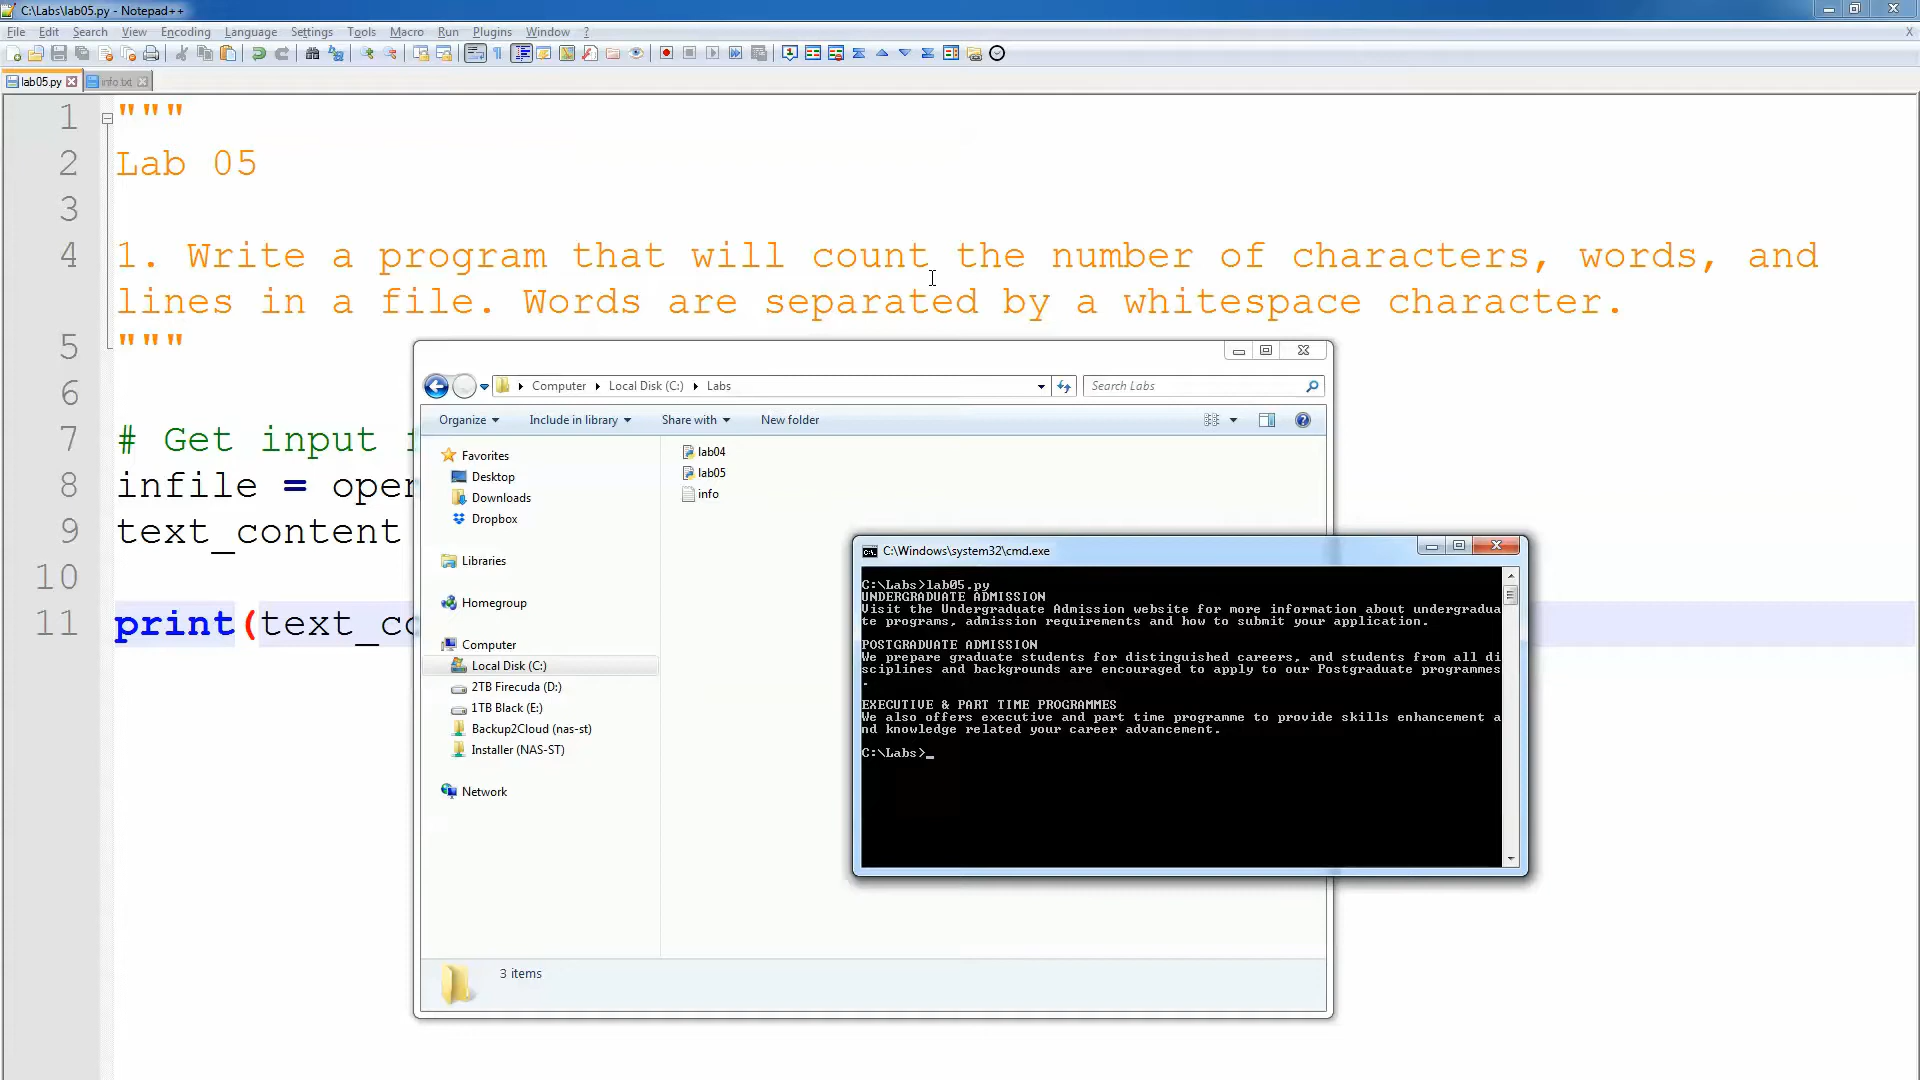 C:\Labs\lab05.py - Notepad++
File Edit Search View Encoding Language Settings Tools Macro Run Plugins Window ? X
lab05.py info.txt
1 """
2 Lab 05
3
4 1. Write a program that will count the number of characters, words, and
lines in a file. Words are separated by a whitespace character.
5 """
6
7 # Get input
8 infile = open
9 text_content
10
11 print(text_co
Computer Local Disk (C:) Labs Search Labs
Organize Include in library Share with New folder
Favorites
Desktop
Downloads
Dropbox
Libraries
Homegroup
Computer
Local Disk (C:)
2TB Firecuda (D:)
1TB Black (E:)
Backup2Cloud (nas-st)
Installer (NAS-ST)
Network
lab04
lab05
info
3 items
C:\Windows\system32\cmd.exe
C:\Labs>lab05.py
UNDERGRADUATE ADMISSION
Visit the Undergraduate Admission website for more information about undergradua
te programs, admission requirements and how to submit your application.
POSTGRADUATE ADMISSION
We prepare graduate students for distinguished careers, and students from all di
sciplines and backgrounds are encouraged to apply to our Postgraduate programmes
.
EXECUTIVE & PART TIME PROGRAMMES
We also offers executive and part time programme to provide skills enhancement a
nd knowledge related your career advancement.
C:\Labs>_